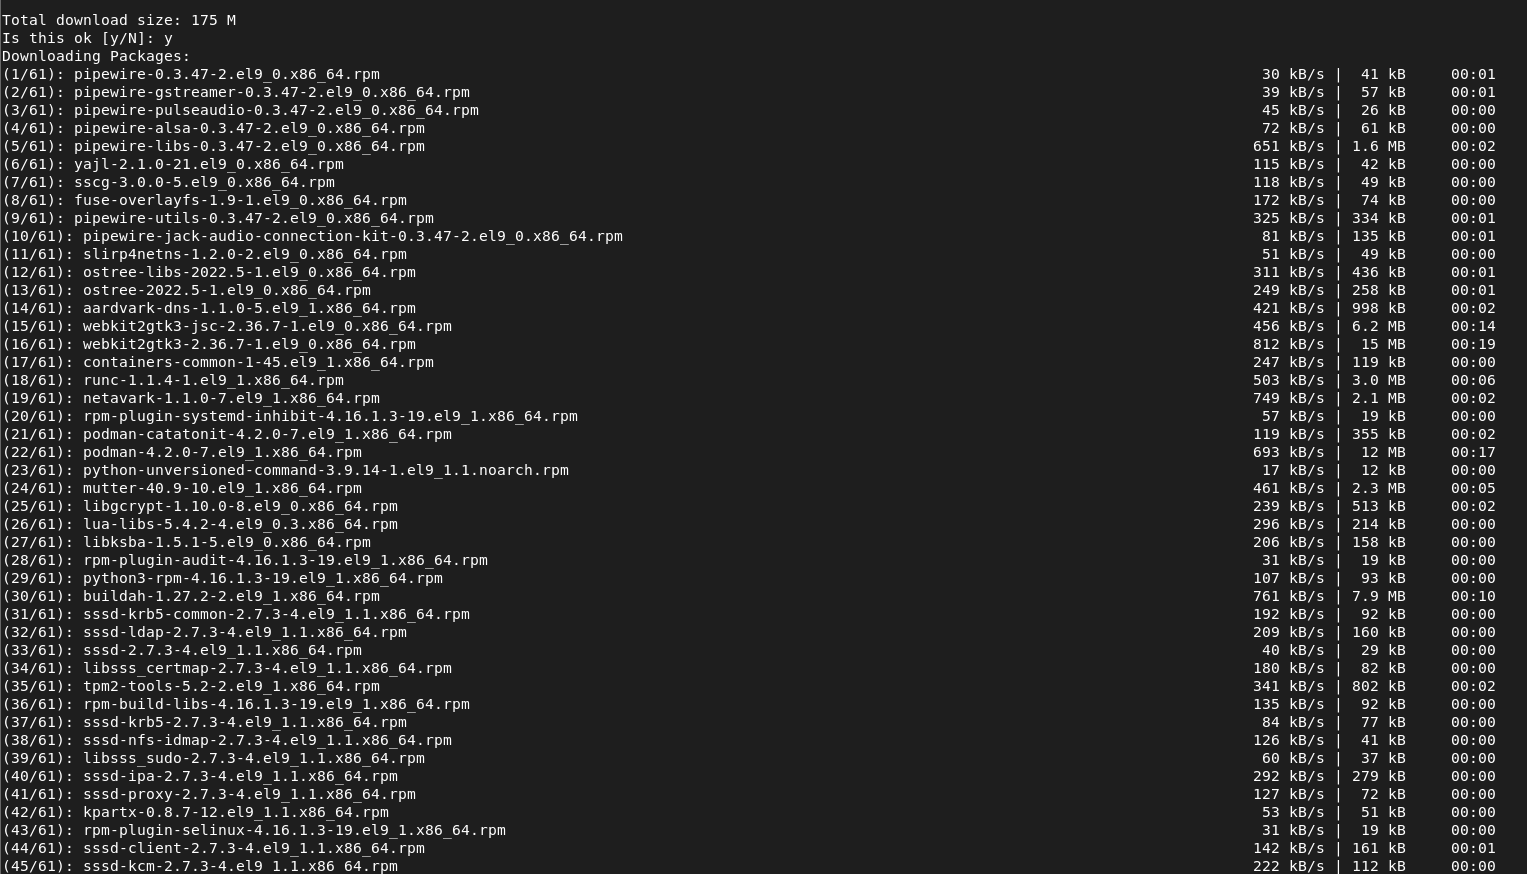 Total download size: 175 M
Is this ok [y/N]: y
Downloading Packages:
(1/61): pipewire-0.3.47-2.el9_0.x86_64.rpm 30 kB/s | 41 kB 00:01
(2/61): pipewire-gstreamer-0.3.47-2.el9_0.x86_64.rpm 39 kB/s | 57 kB 00:01
(3/61): pipewire-pulseaudio-0.3.47-2.el9_0.x86_64.rpm 45 kB/s | 26 kB 00:00
(4/61): pipewire-alsa-0.3.47-2.el9_0.x86_64.rpm 72 kB/s | 61 kB 00:00
(5/61): pipewire-libs-0.3.47-2.el9_0.x86_64.rpm 651 kB/s | 1.6 MB 00:02
(6/61): yajl-2.1.0-21.el9_0.x86_64.rpm 115 kB/s | 42 kB 00:00
(7/61): sscg-3.0.0-5.el9_0.x86_64.rpm 118 kB/s | 49 kB 00:00
(8/61): fuse-overlayfs-1.9-1.el9_0.x86_64.rpm 172 kB/s | 74 kB 00:00
(9/61): pipewire-utils-0.3.47-2.el9_0.x86_64.rpm 325 kB/s | 334 kB 00:01
(10/61): pipewire-jack-audio-connection-kit-0.3.47-2.el9_0.x86_64.rpm 81 kB/s | 135 kB 00:01
(11/61): slirp4netns-1.2.0-2.el9_0.x86_64.rpm 51 kB/s | 49 kB 00:00
(12/61): ostree-libs-2022.5-1.el9_0.x86_64.rpm 311 kB/s | 436 kB 00:01
(13/61): ostree-2022.5-1.el9_0.x86_64.rpm 249 kB/s | 258 kB 00:01
(14/61): aardvark-dns-1.1.0-5.el9_1.x86_64.rpm 421 kB/s | 998 kB 00:02
(15/61): webkit2gtk3-jsc-2.36.7-1.el9_0.x86_64.rpm 456 kB/s | 6.2 MB 00:14
(16/61): webkit2gtk3-2.36.7-1.el9_0.x86_64.rpm 812 kB/s | 15 MB 00:19
(17/61): containers-common-1-45.el9_1.x86_64.rpm 247 kB/s | 119 kB 00:00
(18/61): runc-1.1.4-1.el9_1.x86_64.rpm 503 kB/s | 3.0 MB 00:06
(19/61): netavark-1.1.0-7.el9_1.x86_64.rpm 749 kB/s | 2.1 MB 00:02
(20/61): rpm-plugin-systemd-inhibit-4.16.1.3-19.el9_1.x86_64.rpm 57 kB/s | 19 kB 00:00
(21/61): podman-catatonit-4.2.0-7.el9_1.x86_64.rpm 119 kB/s | 355 kB 00:02
(22/61): podman-4.2.0-7.el9_1.x86_64.rpm 693 kB/s | 12 MB 00:17
(23/61): python-unversioned-command-3.9.14-1.el9_1.1.noarch.rpm 17 kB/s | 12 kB 00:00
(24/61): mutter-40.9-10.el9_1.x86_64.rpm 461 kB/s | 2.3 MB 00:05
(25/61): libgcrypt-1.10.0-8.el9_0.x86_64.rpm 239 kB/s | 513 kB 00:02
(26/61): lua-libs-5.4.2-4.el9_0.3.x86_64.rpm 296 kB/s | 214 kB 00:00
(27/61): libksba-1.5.1-5.el9_0.x86_64.rpm 206 kB/s | 158 kB 00:00
(28/61): rpm-plugin-audit-4.16.1.3-19.el9_1.x86_64.rpm 31 kB/s | 19 kB 00:00
(29/61): python3-rpm-4.16.1.3-19.el9_1.x86_64.rpm 107 kB/s | 93 kB 00:00
(30/61): buildah-1.27.2-2.el9_1.x86_64.rpm 761 kB/s | 7.9 MB 00:10
(31/61): sssd-krb5-common-2.7.3-4.el9_1.1.x86_64.rpm 192 kB/s | 92 kB 00:00
(32/61): sssd-ldap-2.7.3-4.el9_1.1.x86_64.rpm 209 kB/s | 160 kB 00:00
(33/61): sssd-2.7.3-4.el9_1.1.x86_64.rpm 40 kB/s | 29 kB 00:00
(34/61): libsss_certmap-2.7.3-4.el9_1.1.x86_64.rpm 180 kB/s | 82 kB 00:00
(35/61): tpm2-tools-5.2-2.el9_1.x86_64.rpm 341 kB/s | 802 kB 00:02
(36/61): rpm-build-libs-4.16.1.3-19.el9_1.x86_64.rpm 135 kB/s | 92 kB 00:00
(37/61): sssd-krb5-2.7.3-4.el9_1.1.x86_64.rpm 84 kB/s | 77 kB 00:00
(38/61): sssd-nfs-idmap-2.7.3-4.el9_1.1.x86_64.rpm 126 kB/s | 41 kB 00:00
(39/61): libsss_sudo-2.7.3-4.el9_1.1.x86_64.rpm 60 kB/s | 37 kB 00:00
(40/61): sssd-ipa-2.7.3-4.el9_1.1.x86_64.rpm 292 kB/s | 279 kB 00:00
(41/61): sssd-proxy-2.7.3-4.el9_1.1.x86_64.rpm 127 kB/s | 72 kB 00:00
(42/61): kpartx-0.8.7-12.el9_1.1.x86_64.rpm 53 kB/s | 51 kB 00:00
(43/61): rpm-plugin-selinux-4.16.1.3-19.el9_1.x86_64.rpm 31 kB/s | 19 kB 00:00
(44/61): sssd-client-2.7.3-4.el9_1.1.x86_64.rpm 142 kB/s | 161 kB 00:01
(45/61): sssd-kcm-2.7.3-4.el9_1.1.x86_64.rpm 222 kB/s | 112 kB 00:00